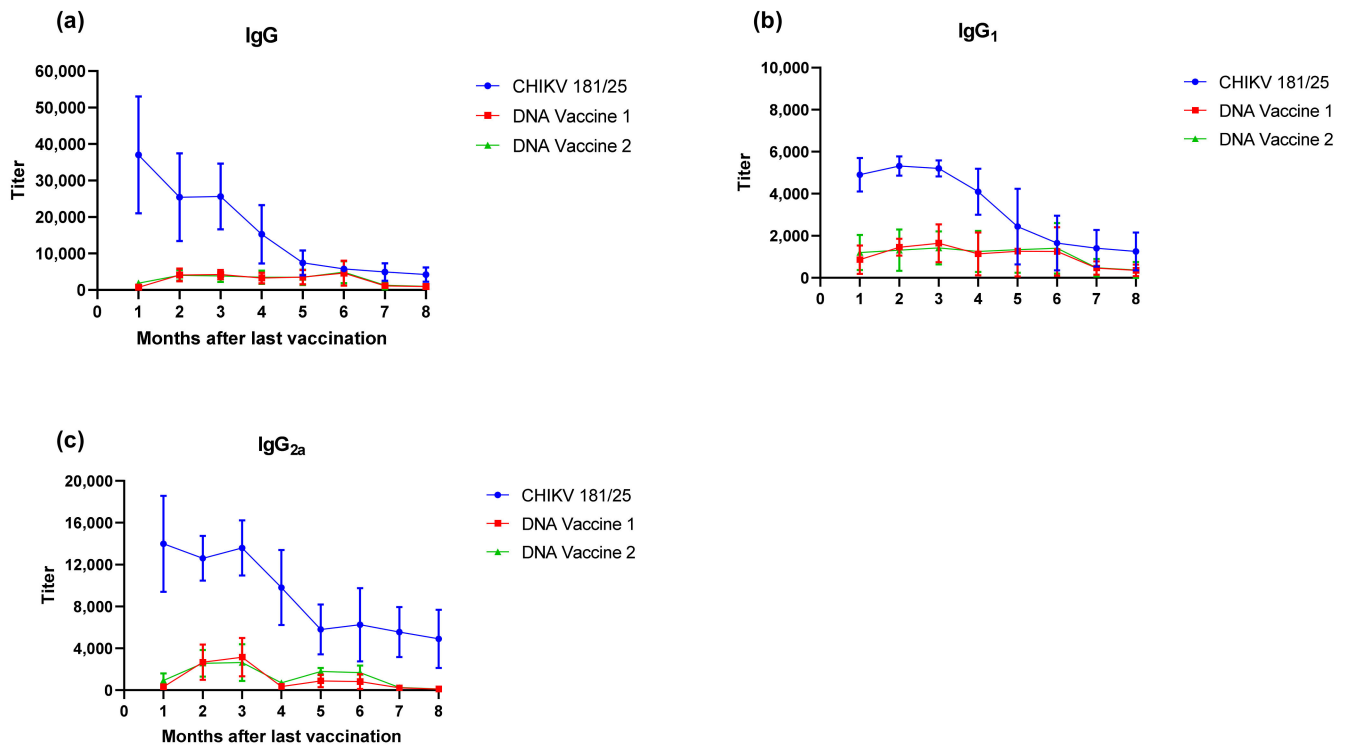 (a)
IgG
60,000
50,000
40,000
30,000
20,000
10,000
0
Titer
0 1 2 3 4 5 6 7 8
Months after last vaccination
CHIKV 181/25
DNA Vaccine 1
DNA Vaccine 2
(b)
IgG₁
10,000
8,000
6,000
4,000
2,000
0
Titer
0 1 2 3 4 5 6 7 8
CHIKV 181/25
DNA Vaccine 1
DNA Vaccine 2
(c)
IgG₂ₐ
20,000
16,000
12,000
8,000
4,000
0
Titer
0 1 2 3 4 5 6 7 8
Months after last vaccination
CHIKV 181/25
DNA Vaccine 1
DNA Vaccine 2